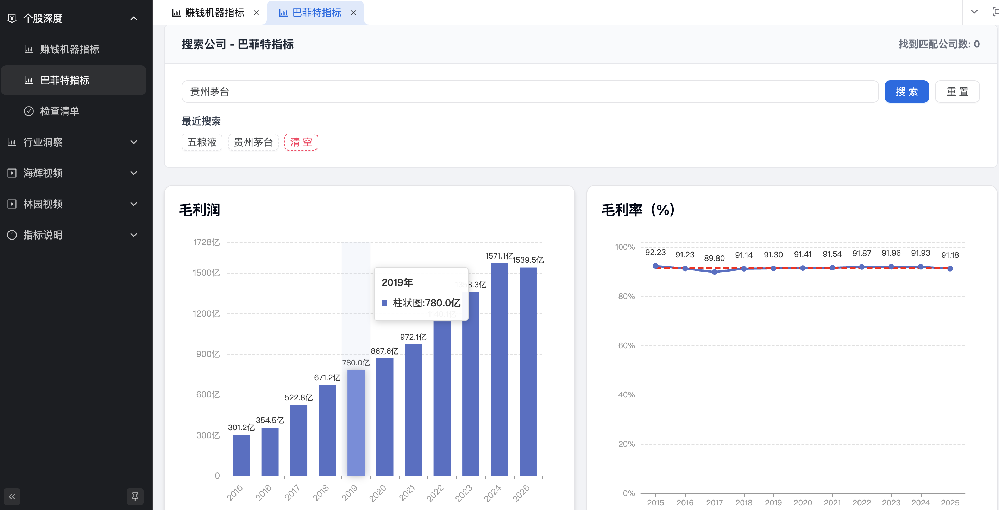 个股深度
赚钱机器指标
巴菲特指标
检查清单
行业洞察
海辉视频
林园视频
指标说明
赚钱机器指标
巴菲特指标
搜索公司 - 巴菲特指标
找到匹配公司数: 0
贵州茅台
搜 索
重 置
最近搜索
五粮液
贵州茅台
清 空
毛利润
1728亿
1500亿
1200亿
900亿
600亿
300亿
0
301.2亿
354.5亿
522.8亿
671.2亿
780.0亿
867.6亿
972.1亿
1140.1亿
1358.3亿
1571.1亿
1539.5亿
2019年
柱状图:780.0亿
2015
2016
2017
2018
2019
2020
2021
2022
2023
2024
2025
毛利率（%）
100%
80%
60%
40%
20%
0%
92.23
91.23
89.80
91.14
91.30
91.41
91.54
91.87
91.96
91.93
91.18
2015
2016
2017
2018
2019
2020
2021
2022
2023
2024
2025